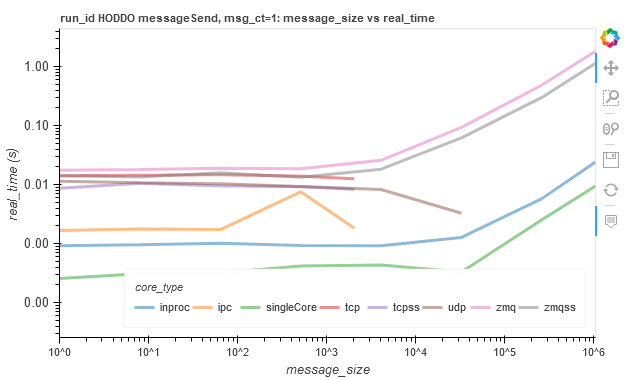 run_id HODDO messageSend, msg_ct=1: message_size vs real_time
real_time (s)
1.00
0.10
0.01
0.00
0.00
core_type
inproc ipc singleCore tcp tcpss udp zmq zmqss
10^0 10^1 10^2 10^3 10^4 10^5 10^6
message_size